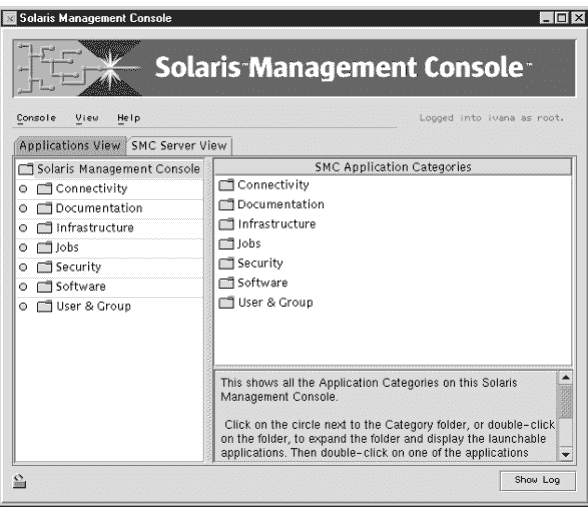 Solaris Management Console
Solaris Management Console™
Console View Help
Logged into ivana as root.
Applications View SMC Server View
Solaris Management Console
Connectivity
Documentation
Infrastructure
Jobs
Security
Software
User & Group
SMC Application Categories
Connectivity
Documentation
Infrastructure
Jobs
Security
Software
User & Group
This shows all the Application Categories on this Solaris
Management Console.
Click on the circle next to the Category folder, or double-click
on the folder, to expand the folder and display the launchable
applications. Then double-click on one of the applications
Show Log